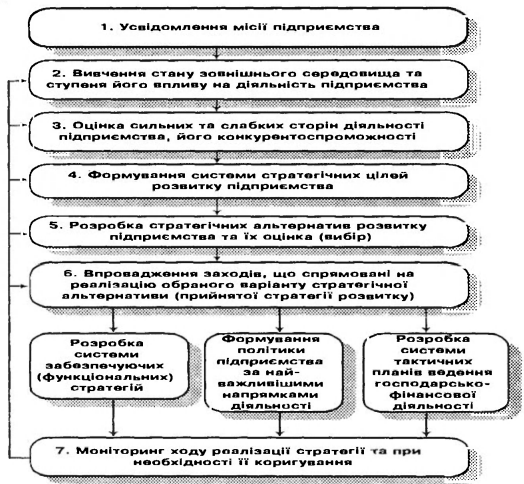 1. Усвідомлення місії підприємства
2. Вивчення стану зовнішнього середовища та
ступеня його впливу на діяльність підприємства
3. Оцінка сильних та слабких сторін діяльності
підприємства, його конкурентоспроможності
4. Формування системи стратегічних цілей
розвитку підприємства
5. Розробка стратегічних альтернатив розвитку
підприємства та їх оцінка (вибір)
6. Впровадження заходів, що спрямовані на
реалізацію обраного варіанту стратегічної
альтернативи (прийнятої стратегії розвитку)
Розробка
системи
забезпечуючих
(функціональних)
стратегій
Формування
політики
підприємства
за най-
важливішими
напрямками
діяльності
Розробка
системи
тактичних
планів ведення
господарсько-
фінансової
діяльності
7. Моніторинг ходу реалізації стратегії та при
необхідності її коригування